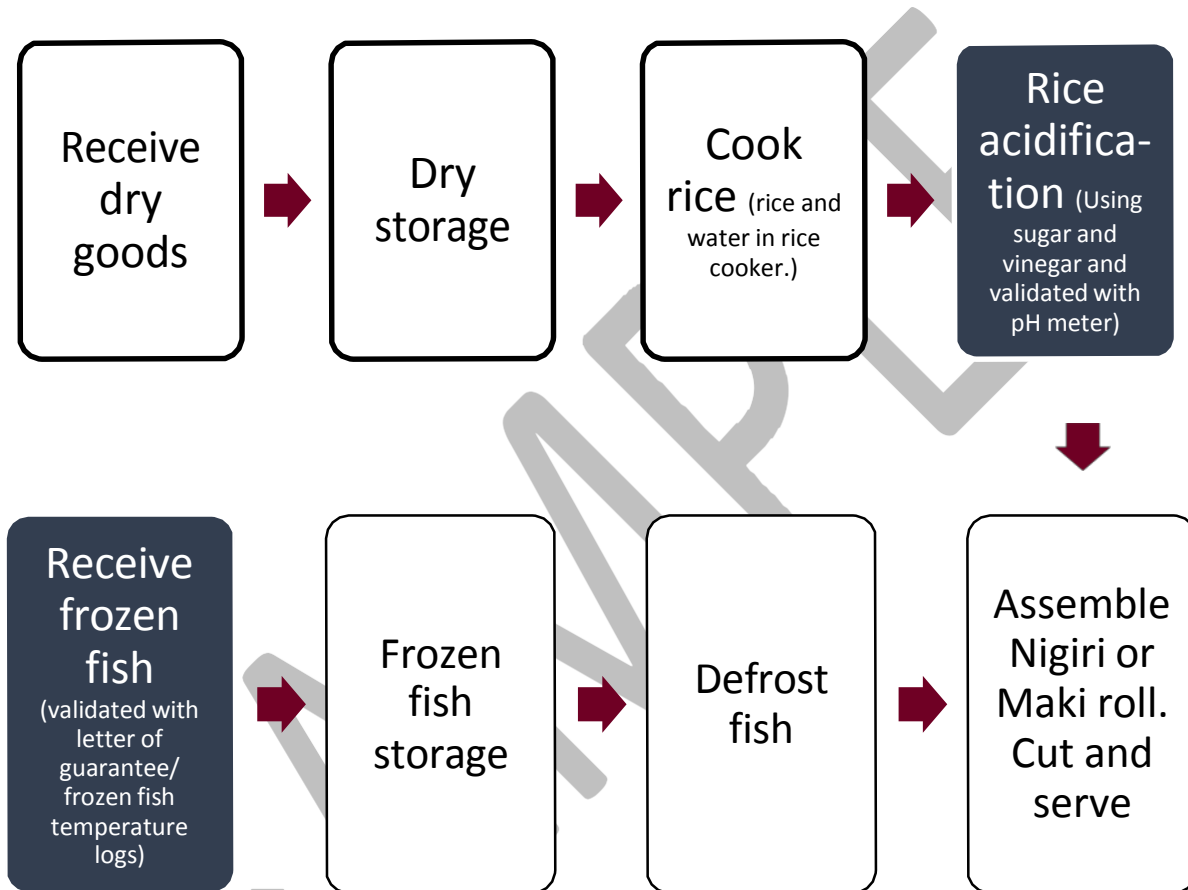 Receive
dry
goods
Dry
storage
Cook
rice (rice and
water in rice
cooker.)
Rice
acidifica-
tion (Using
sugar and
vinegar and
validated with
pH meter)
Receive
frozen
fish
(validated with
letter of
guarantee/
frozen fish
temperature
logs)
Frozen
fish
storage
Defrost
fish
Assemble
Nigiri or
Maki roll.
Cut and
serve